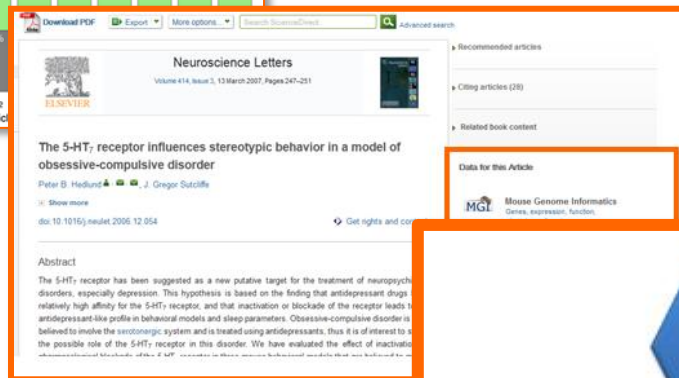 Download PDF Export More options... Search ScienceDirect Advanced search
Neuroscience Letters
Volume 414, Issue 3, 13 March 2007, Pages 247–251
ELSEVIER
The 5-HT7 receptor influences stereotypic behavior in a model of
obsessive-compulsive disorder
Peter B. Hedlund, J. Gregor Sutcliffe
Show more
doi:10.1016/j.neulet.2006.12.054
Get rights and
Abstract
The 5-HT7 receptor has been suggested as a new putative target for the treatment of
disorders, especially depression. This hypothesis is based on the finding that antidepressant drugs
relatively high affinity for the 5-HT7 receptor, and that inactivation or blockade of the receptor leads
antidepressant-like profile in behavioral models and sleep parameters. Obsessive-compulsive disorder is
believed to involve the serotonergic system and is treated using antidepressants, thus it is of interest to
the possible role of the 5-HT7 receptor in this disorder. We have evaluated the effect of
Recommended articles
Citing articles (28)
Related book content
Data for this Article
MGI
Mouse Genome Informatics
Genes, expression, function,